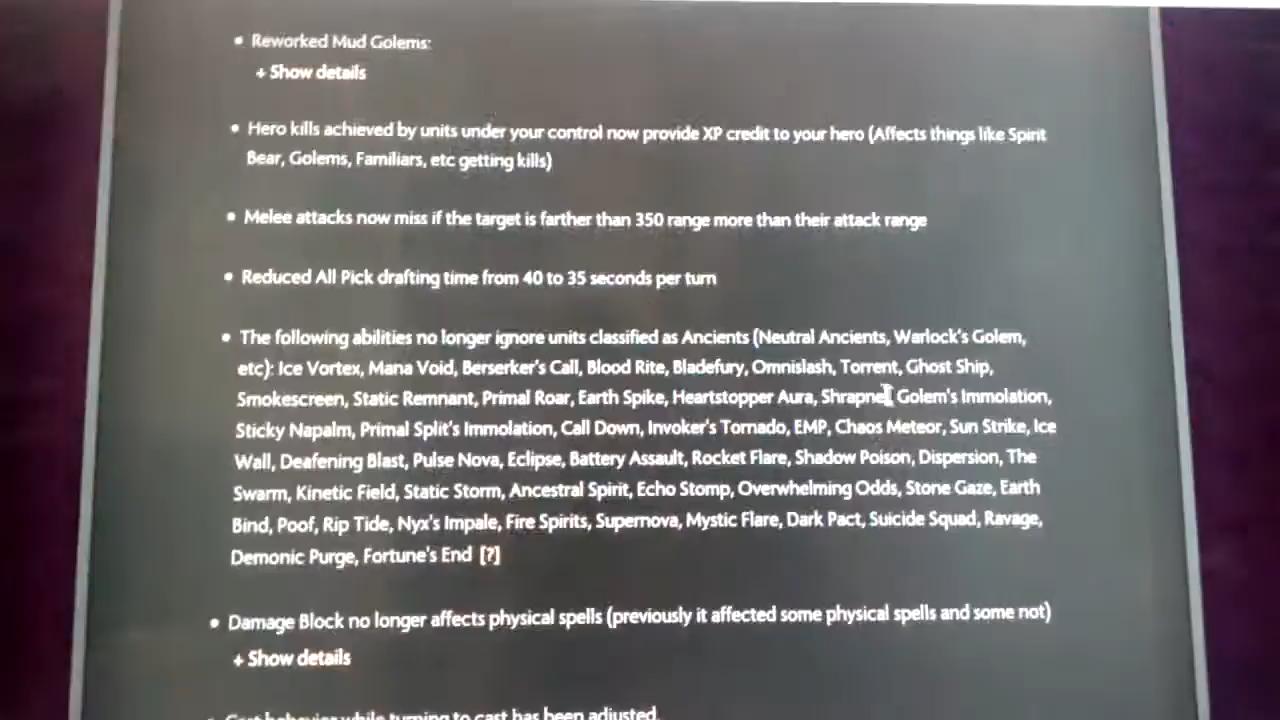 • Reworked Mud Golems:
+ Show details
• Hero kills achieved by units under your control now provide XP credit to your hero (Affects things like Spirit
Bear, Golems, Familiars, etc getting kills)
• Melee attacks now miss if the target is farther than 350 range more than their attack range
• Reduced All Pick drafting time from 40 to 35 seconds per turn
• The following abilities no longer ignore units classified as Ancients (Neutral Ancients, Warlock's Golem,
etc): Ice Vortex, Mana Void, Berserker's Call, Blood Rite, Bladefury, Omnislash, Torrent, Ghost Ship,
Smokescreen, Static Remnant, Primal Roar, Earth Spike, Heartstopper Aura, Shrapnel, Golem's Immolation,
Sticky Napalm, Primal Split's Immolation, Call Down, Invoker's Tornado, EMP, Chaos Meteor, Sun Strike, Ice
Wall, Deafening Blast, Pulse Nova, Eclipse, Battery Assault, Rocket Flare, Shadow Poison, Dispersion, The
Swarm, Kinetic Field, Static Storm, Ancestral Spirit, Echo Stomp, Overwhelming Odds, Stone Gaze, Earth
Bind, Poof, Rip Tide, Nyx's Impale, Fire Spirits, Supernova, Mystic Flare, Dark Pact, Suicide Squad, Ravage,
Demonic Purge, Fortune's End [?]
• Damage Block no longer affects physical spells (previously it affected some physical spells and some not)
+ Show details
• Cast behavior while turning to cast has been adjusted.